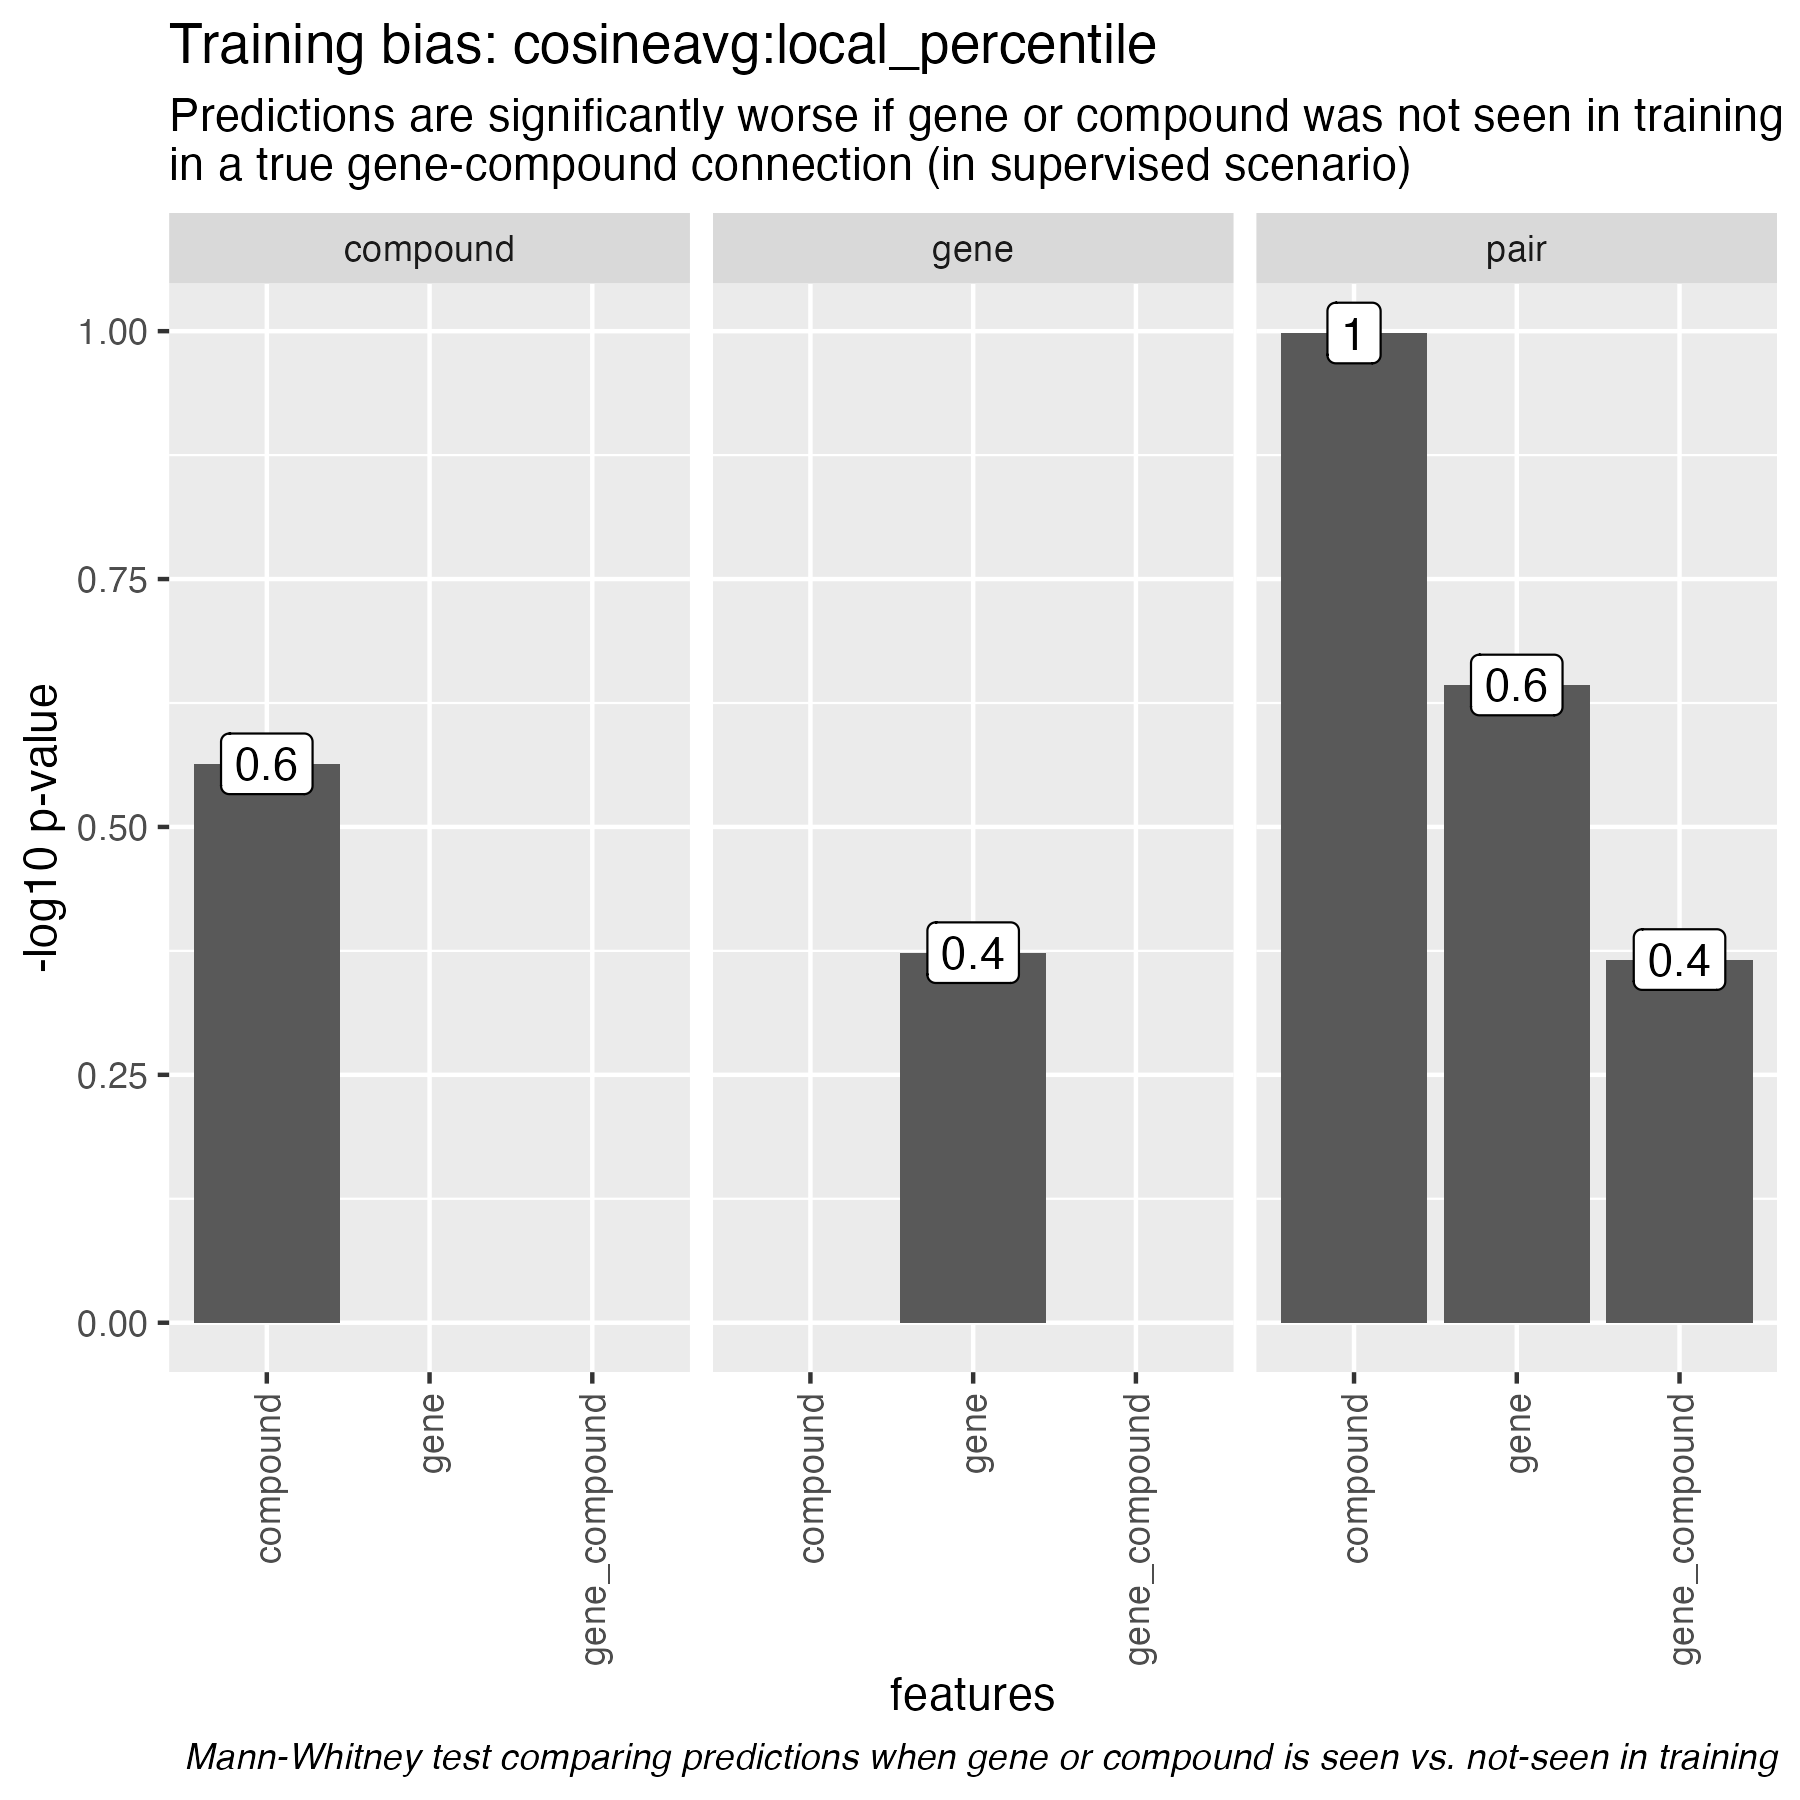 Training bias: cosineavg:local_percentile
Predictions are significantly worse if gene or compound was not seen in training
in a true gene-compound connection (in supervised scenario)
compound
gene
pair
-log10 p-value
1.00
0.75
0.50
0.25
0.00
0.6
0.4
1
0.6
0.4
compound
gene
gene_compound
compound
gene
gene_compound
compound
gene
gene_compound
features
Mann-Whitney test comparing predictions when gene or compound is seen vs. not-seen in training